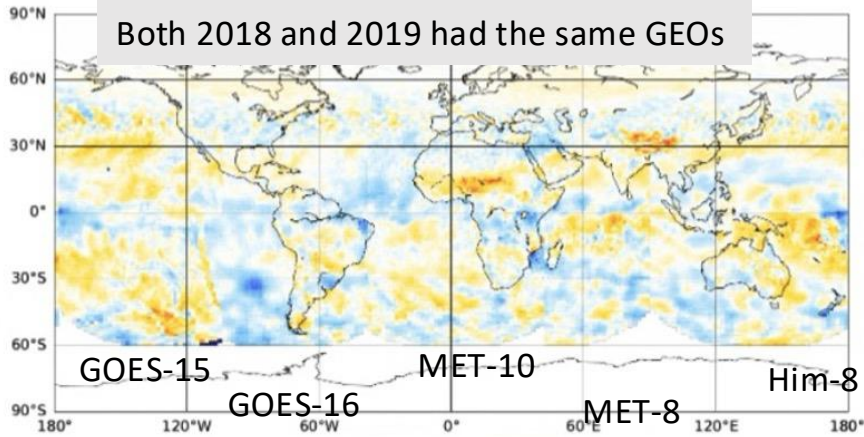 90°N
Both 2018 and 2019 had the same GEOs
60°N
30°N
0°
30°S
60°S
GOES-15
MET-10
Him-8
GOES-16
MET-8
90°S
180°
120°W
60°W
0°
60°E
120°E
180°